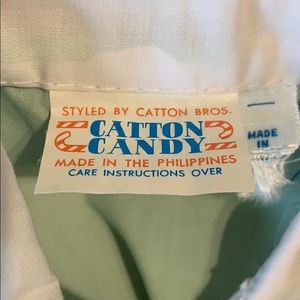 STYLED BY CATTON BROS.
CATTON
CANDY
MADE IN THE PHILIPPINES
CARE INSTRUCTIONS OVER
MADE
IN